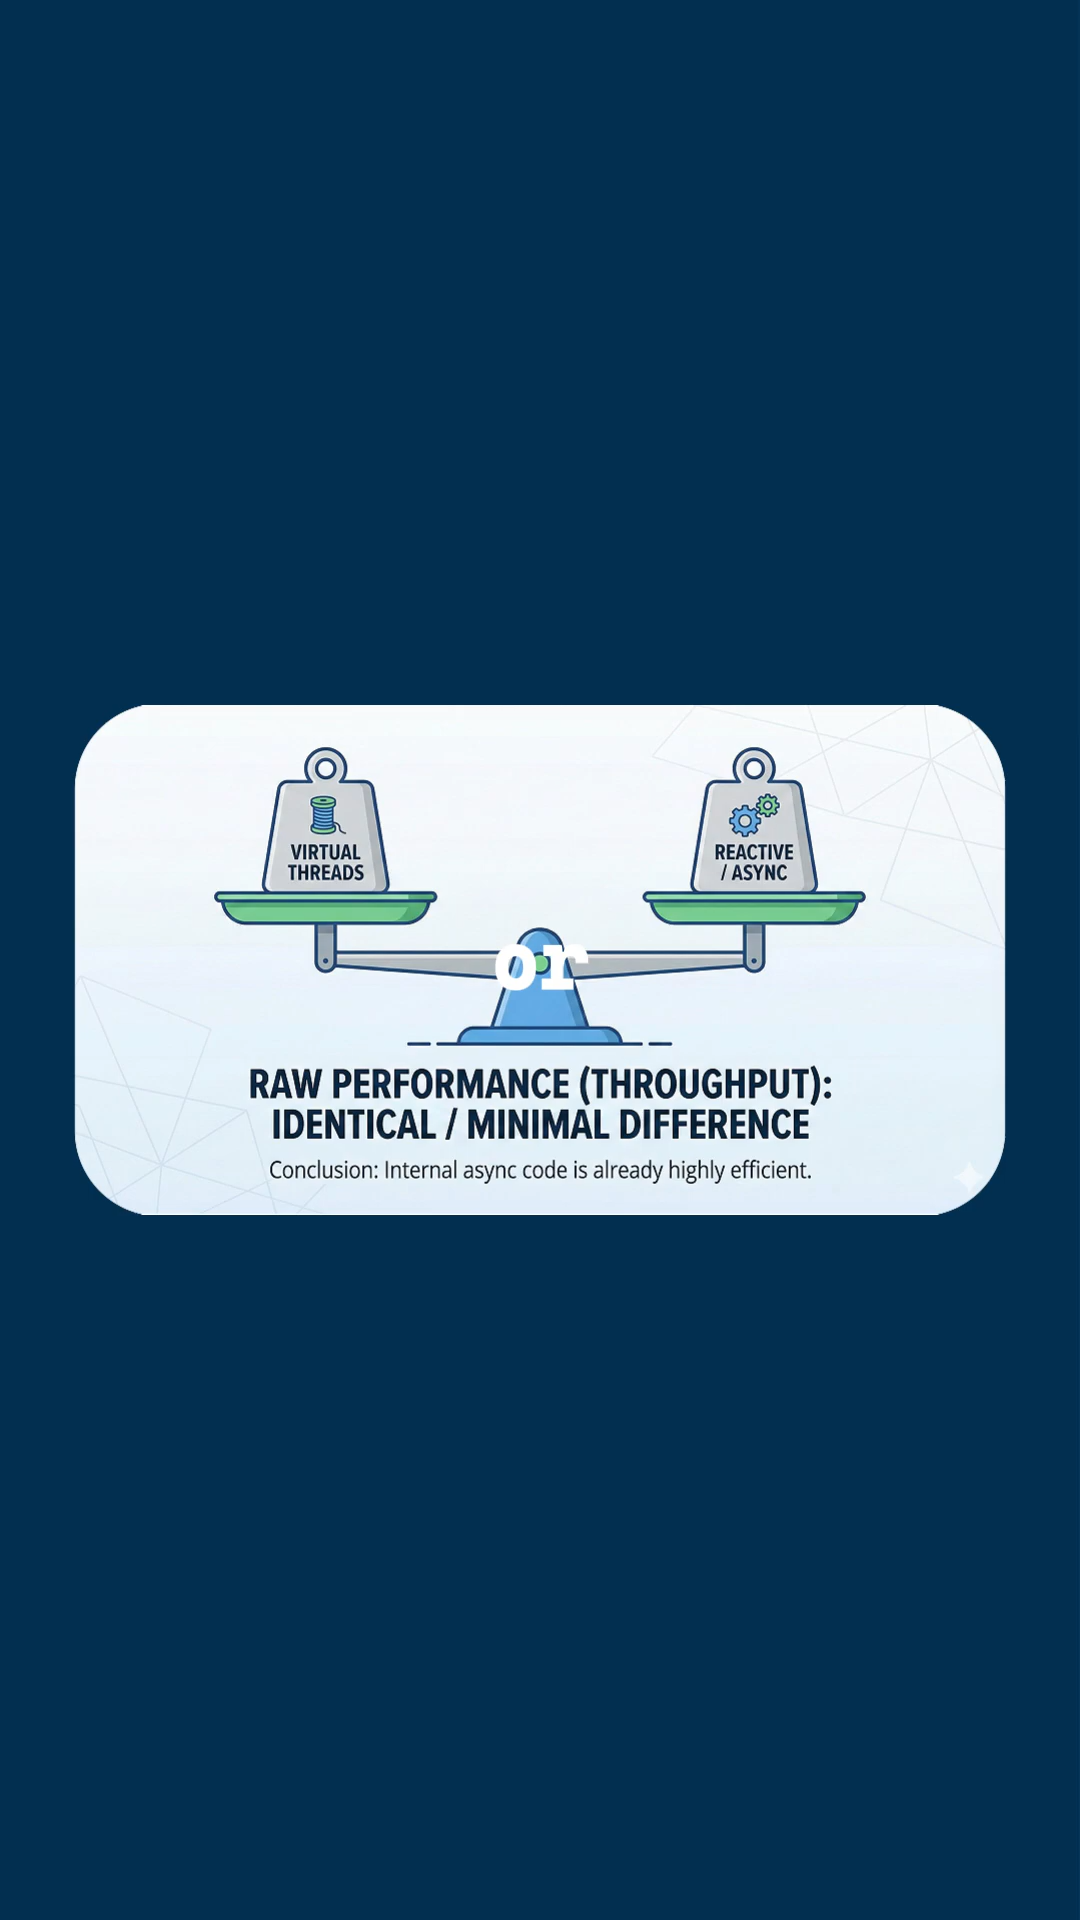 VIRTUAL
THREADS
REACTIVE
/ ASYNC
or
RAW PERFORMANCE (THROUGHPUT):
IDENTICAL / MINIMAL DIFFERENCE
Conclusion: Internal async code is already highly efficient.